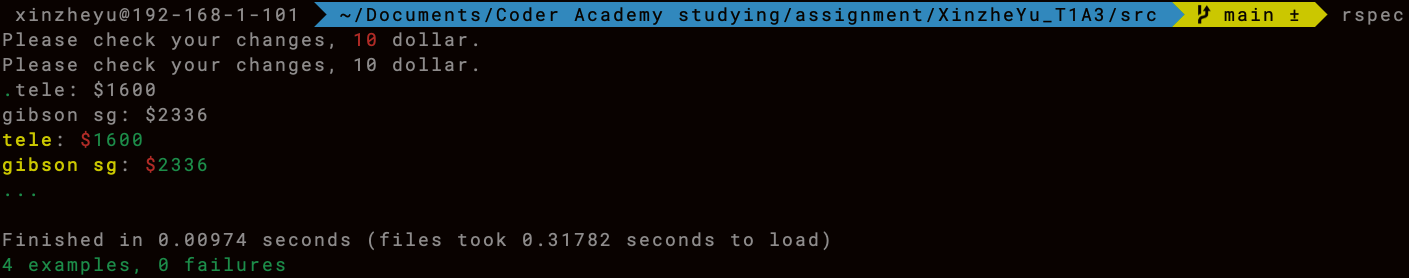 xinzheyu@192-168-1-101 ~/Documents/Coder Academy studying/assignment/XinzheYu_T1A3/src main ± rspec
Please check your changes, 10 dollar.
Please check your changes, 10 dollar.
.tele: $1600
gibson sg: $2336
tele: $1600
gibson sg: $2336
...
Finished in 0.00974 seconds (files took 0.31782 seconds to load)
4 examples, 0 failures